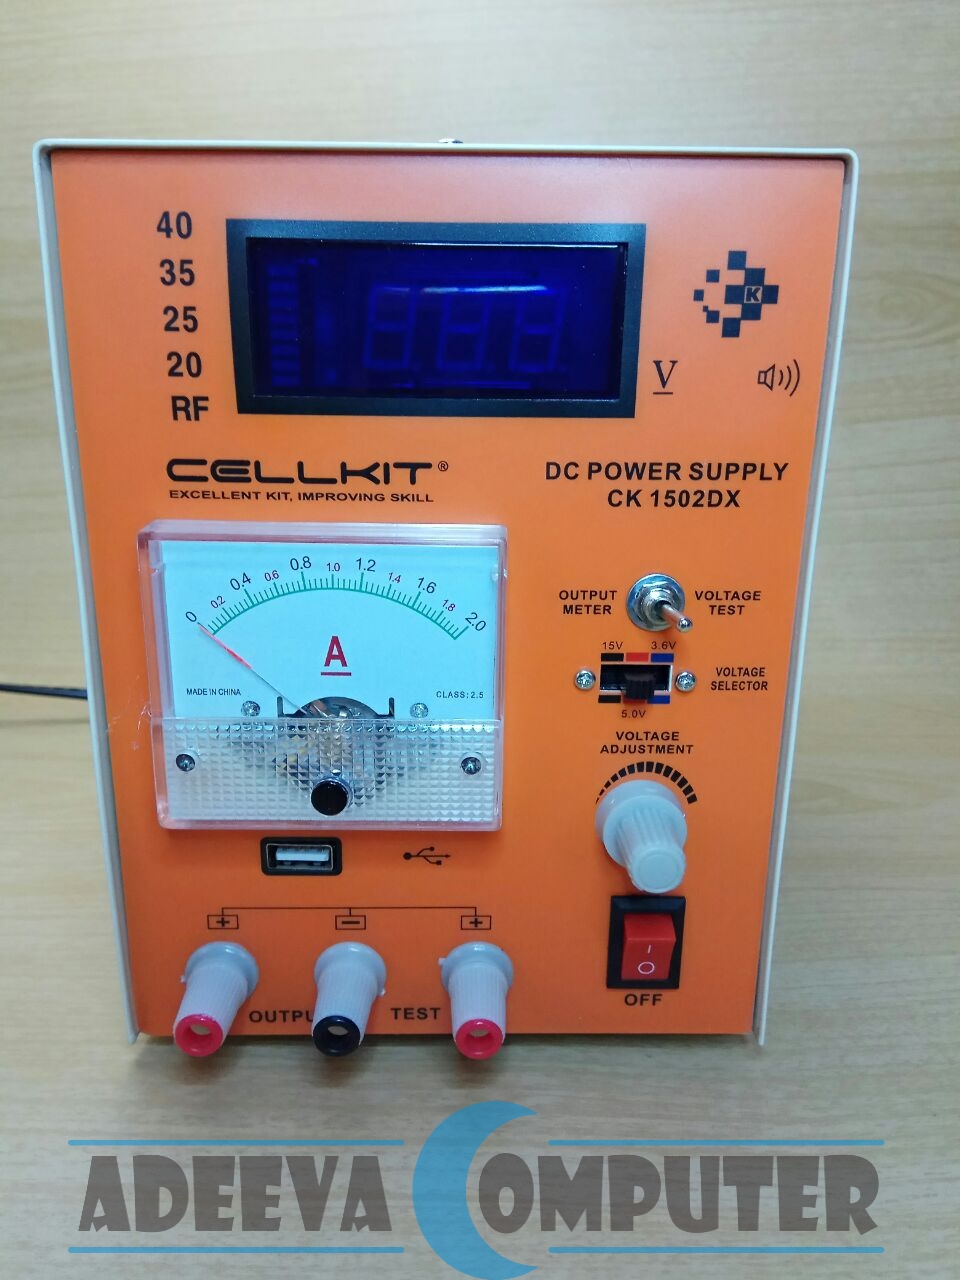 40
35
25
20
RF
V
K
CELLKIT®
EXCELLENT KIT, IMPROVING SKILL
DC POWER SUPPLY
CK 1502DX
0 0.2 0.4 0.6 0.8 1.0 1.2 1.4 1.6 1.8 2.0
A
MADE IN CHINA
CLASS: 2.5
OUTPUT METER
VOLTAGE TEST
15V 3.6V
5.0V
VOLTAGE SELECTOR
VOLTAGE
ADJUSTMENT
+ − +
OUTPU TEST
I
O
OFF
ADEEVA COMPUTER